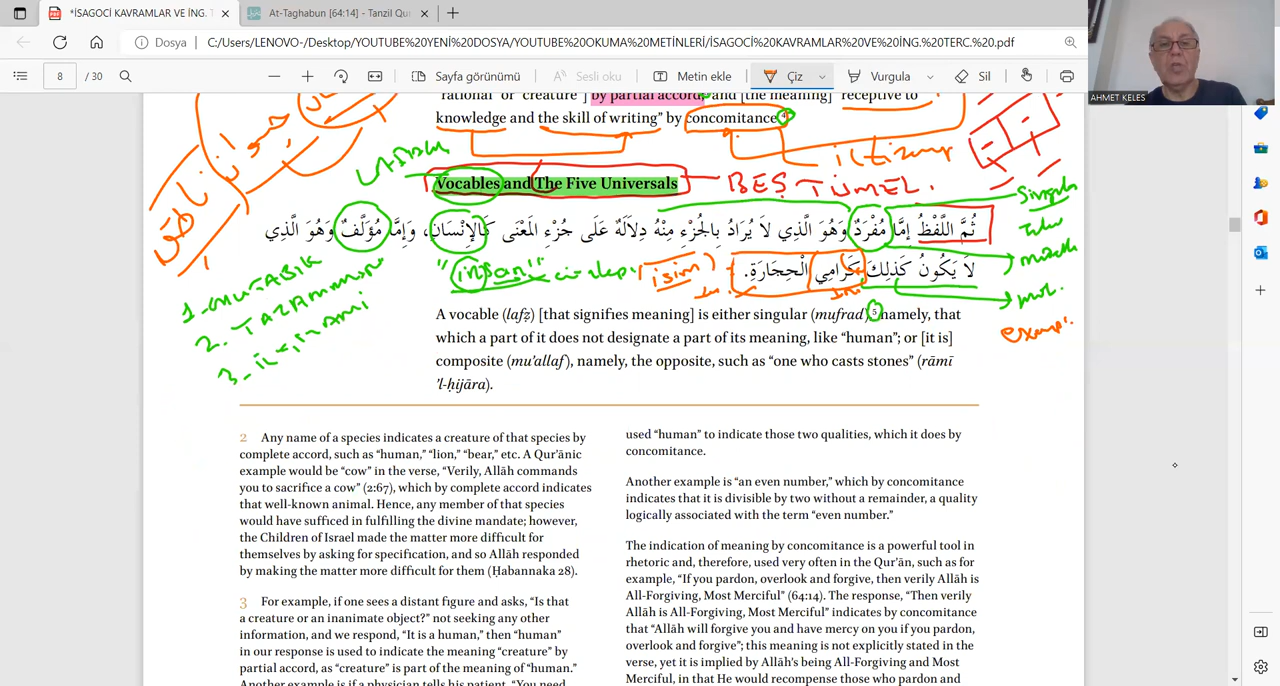 *İSAGOCİ KAVRAMLAR VE İNG. T
At-Taghabun [64:14] - Tanzil Qur
Dosya
C:/Users/LENOVO-/Desktop/YOUTUBE%20YENİ%20DOSYA/YOUTUBE%20OKUMA%20METİNLERİ/İSAGOCİ%20KAVRAMLAR%20VE%20İNG.%20TERC.%20.pdf
8 / 30
Sayfa görünümü
Sesli oku
Metin ekle
Çiz
Vurgula
Sil
AHMET KELES
rational or creature ] by partial accord and [the meaning] receptive to
knowledge and the skill of writing” by concomitance
Vocables and The Five Universals
BEŞ TÜMEL.
ثُمَّ اللَّفْظُ إِمَّا مُفْرَدٌ وَهُوَ الَّذِي لَا يُرَادُ بِالجُزْءِ مِنْهُ دِلَالَةٌ عَلَى جُزْءِ المَعْنَى كَالإِنْسَانِ، وَإِمَّا مُؤَلَّفٌ وَهُوَ الَّذِي
لَا يَكُونُ كَذلِكَ كَرَامِي الْحِجَارَةِ.
"insan"
isim
1-MUTABIK
A vocable (lafẓ) [that signifies meaning] is either singular (mufrad),5 namely, that
which a part of it does not designate a part of its meaning, like “human”; or [it is]
composite (mu’allaf), namely, the opposite, such as “one who casts stones” (rāmī
’l-ḥijāra).
2 Any name of a species indicates a creature of that species by
complete accord, such as “human,” “lion,” “bear,” etc. A Qur’ānic
example would be “cow” in the verse, “Verily, Allāh commands
you to sacrifice a cow” (2:67), which by complete accord indicates
that well-known animal. Hence, any member of that species
would have sufficed in fulfilling the divine mandate; however,
the Children of Israel made the matter more difficult for
themselves by asking for specification, and so Allāh responded
by making the matter more difficult for them (Ḥabannaka 28).
3 For example, if one sees a distant figure and asks, “Is that
a creature or an inanimate object?” not seeking any other
information, and we respond, “It is a human,” then “human”
in our response is used to indicate the meaning “creature” by
partial accord, as “creature” is part of the meaning of “human.”
Another example is if a physician tells his patient, “You need
used “human” to indicate those two qualities, which it does by
concomitance.
Another example is “an even number,” which by concomitance
indicates that it is divisible by two without a remainder, a quality
logically associated with the term “even number.”
The indication of meaning by concomitance is a powerful tool in
rhetoric and, therefore, used very often in the Qur’ān, such as for
example, “If you pardon, overlook and forgive, then verily Allāh is
All-Forgiving, Most Merciful” (64:14). The response, “Then verily
Allāh is All-Forgiving, Most Merciful” indicates by concomitance
that “Allāh will forgive you and have mercy on you if you pardon,
overlook and forgive”; this meaning is not explicitly stated in the
verse, yet it is implied by Allāh’s being All-Forgiving and Most
Merciful, in that He would recompense those who pardon and